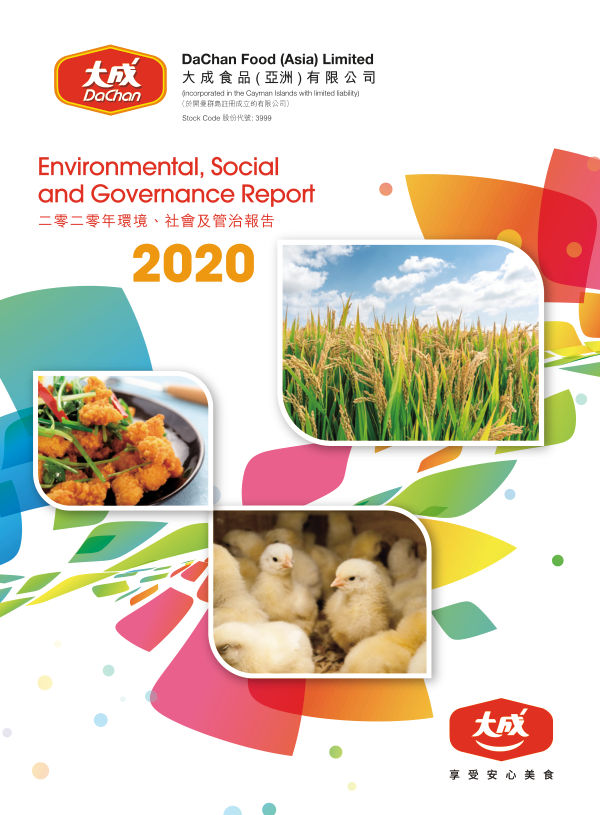 大成
DaChan
DaChan Food (Asia) Limited
大成食品(亞洲)有限公司
(incorporated in the Cayman Islands with limited liability)
(於開曼群島註冊成立的有限公司)
Stock Code 股份代號: 3999
Environmental, Social
and Governance Report
二零二零年環境、社會及管治報告
2020
大成
享受安心美食